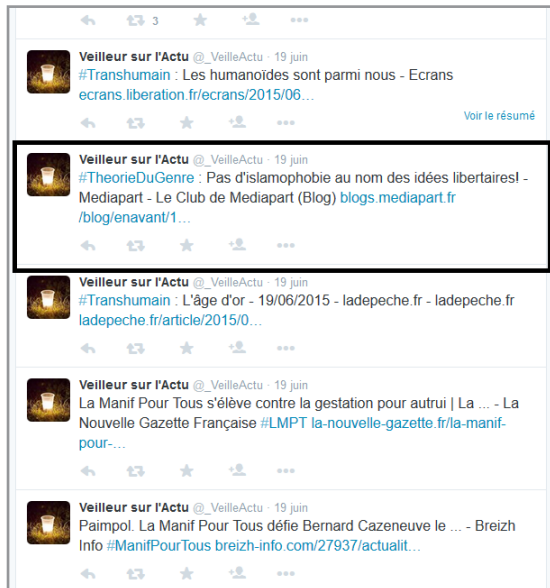 3
Veilleur sur l'Actu @_VeilleActu · 19 juin
#Transhumain : Les humanoïdes sont parmi nous - Ecrans
ecrans.liberation.fr/ecrans/2015/06…
Voir le résumé
Veilleur sur l'Actu @_VeilleActu · 19 juin
#TheorieDuGenre : Pas d'islamophobie au nom des idées libertaires! -
Mediapart - Le Club de Mediapart (Blog) blogs.mediapart.fr
/blog/enavant/1…
Veilleur sur l'Actu @_VeilleActu · 19 juin
#Transhumain : L'âge d'or - 19/06/2015 - ladepeche.fr - ladepeche.fr
ladepeche.fr/article/2015/0…
Veilleur sur l'Actu @_VeilleActu · 19 juin
La Manif Pour Tous s'élève contre la gestation pour autrui | La ... - La
Nouvelle Gazette Française #LMPT la-nouvelle-gazette.fr/la-manif-
pour-…
Veilleur sur l'Actu @_VeilleActu · 19 juin
Paimpol. La Manif Pour Tous défie Bernard Cazeneuve le ... - Breizh
Info #ManifPourTous breizh-info.com/27937/actualit…